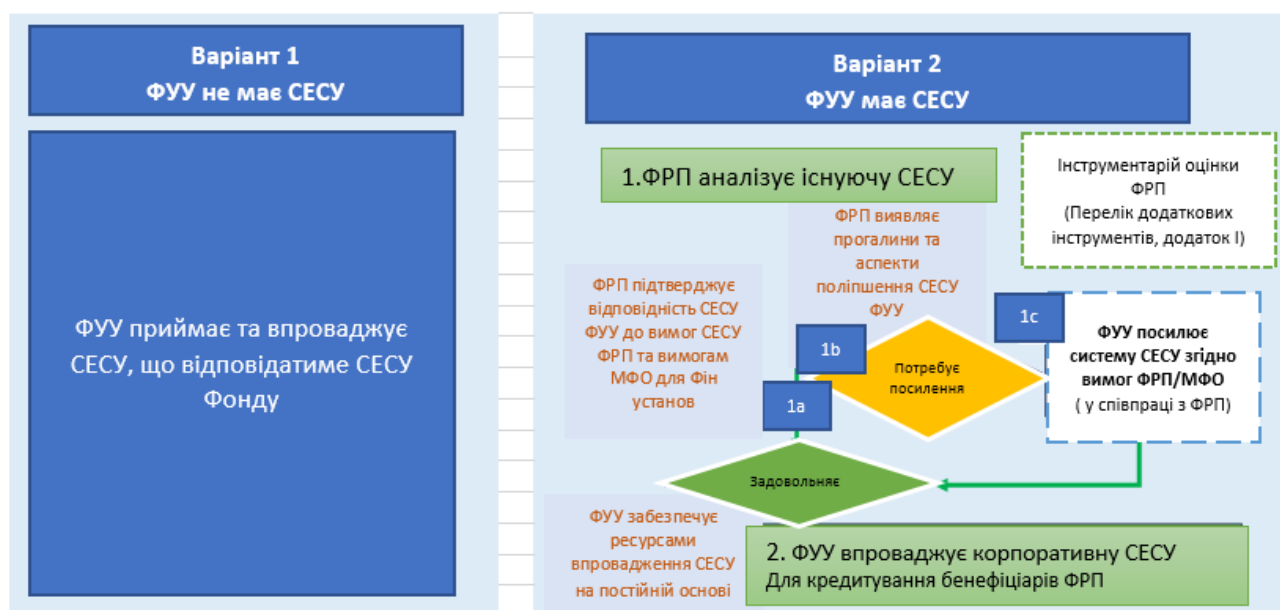 Варіант 1
ФУУ не має СЕСУ
ФУУ приймає та впроваджує
СЕСУ, що відповідатиме СЕСУ
Фонду
Варіант 2
ФУУ має СЕСУ
1.ФРП аналізує існуючу СЕСУ
Інструментарій оцінки
ФРП
(Перелік додаткових
інструментів, додаток І)
ФРП виявляє
прогалини та
аспекти
поліпшення СЕСУ
ФУУ
ФРП підтверджує
відповідність СЕСУ
ФУУ до вимог СЕСУ
ФРП та вимогам
МФО для Фін
установ
1a
1b
Потребує
посилення
1c
ФУУ посилює
систему СЕСУ згідно
вимог ФРП/МФО
( у співпраці з ФРП)
Задовольняє
ФУУ забезпечує
ресурсами
впровадження СЕСУ
на постійній основі
2. ФУУ впроваджує корпоративну СЕСУ
Для кредитування бенефіціарів ФРП